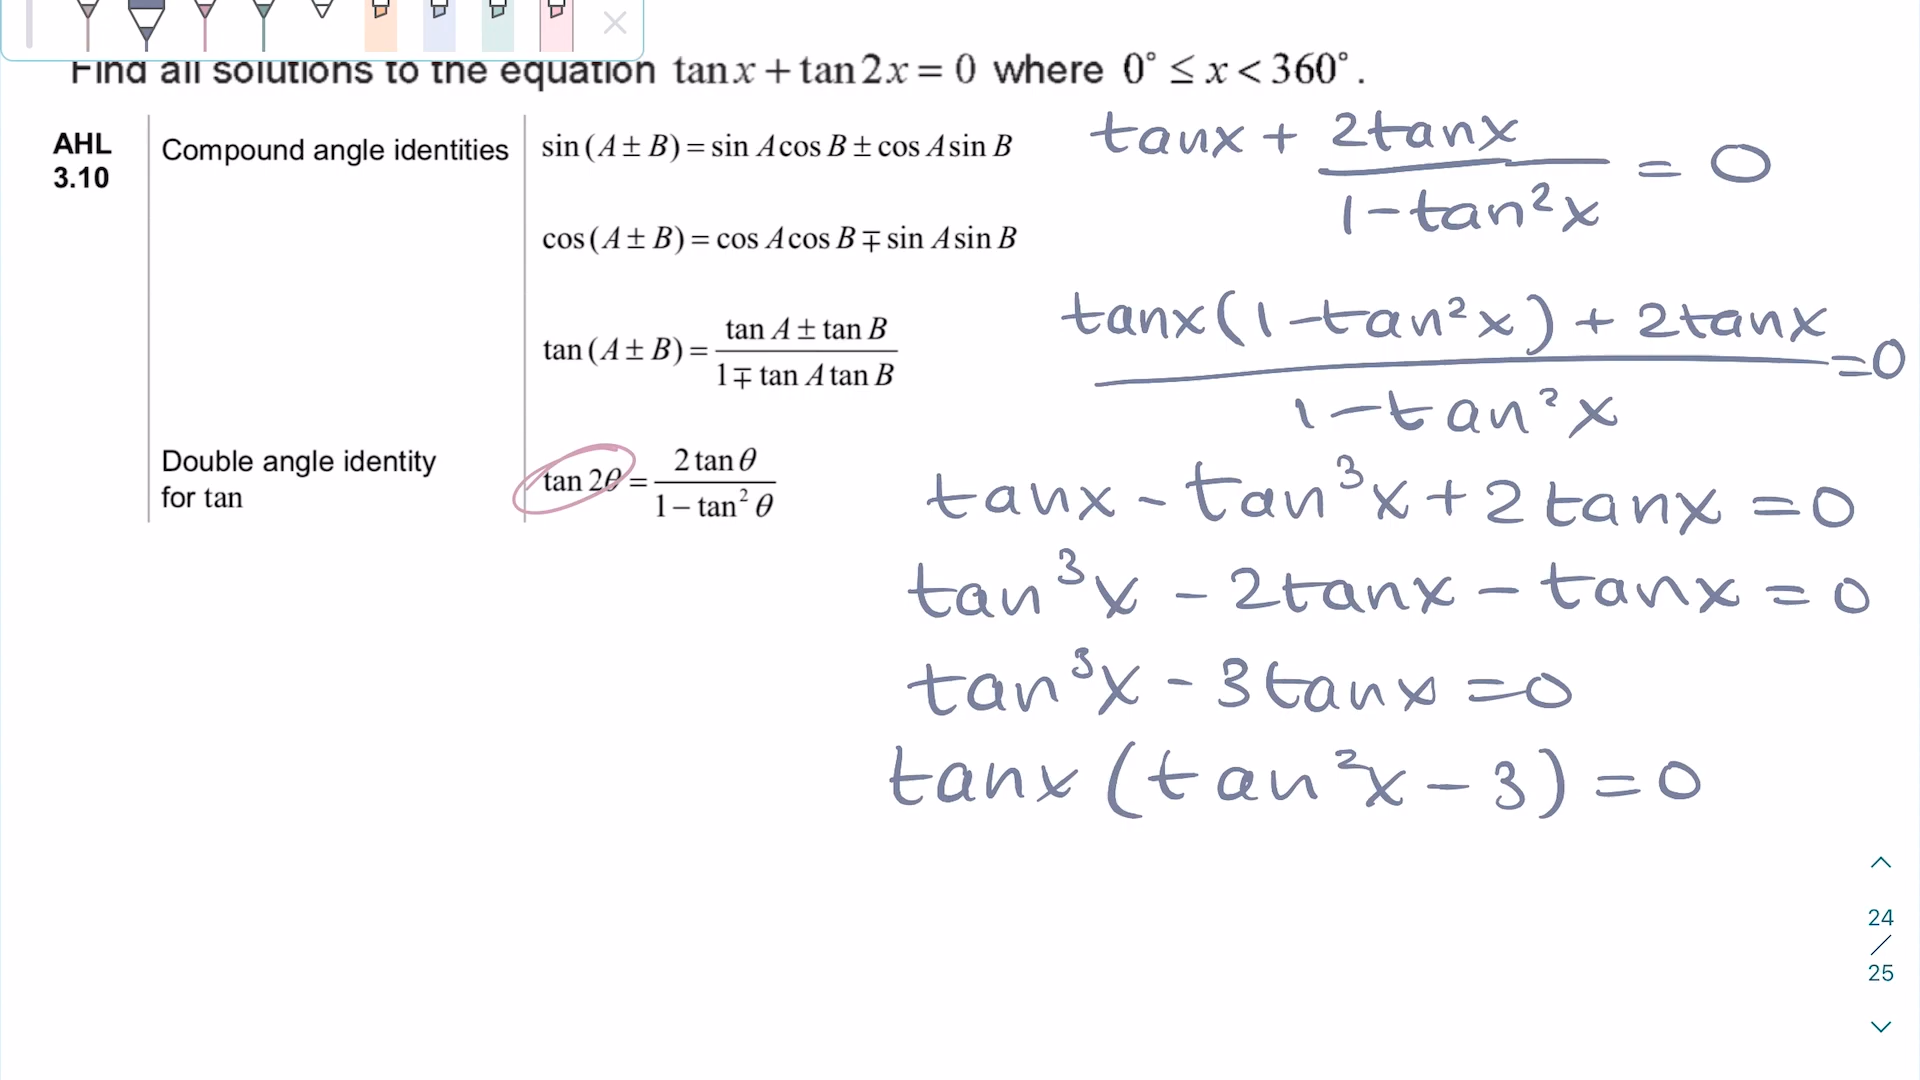 Find all solutions to the equation tan x + tan 2x = 0 where 0° ≤ x < 360°.
AHL 3.10
Compound angle identities
sin (A ± B) = sin A cos B ± cos A sin B
cos (A ± B) = cos A cos B ∓ sin A sin B
tan (A ± B) = (tan A ± tan B) / (1 ∓ tan A tan B)
Double angle identity for tan
tan 2θ = (2 tan θ) / (1 − tan² θ)
tanx + (2tanx) / (1 − tan²x) = 0
(tanx(1 − tan²x) + 2tanx) / (1 − tan²x) = 0
tanx − tan³x + 2tanx = 0
tan³x − 2tanx − tanx = 0
tan³x − 3tanx = 0
tanx (tan²x − 3) = 0
24
/
25